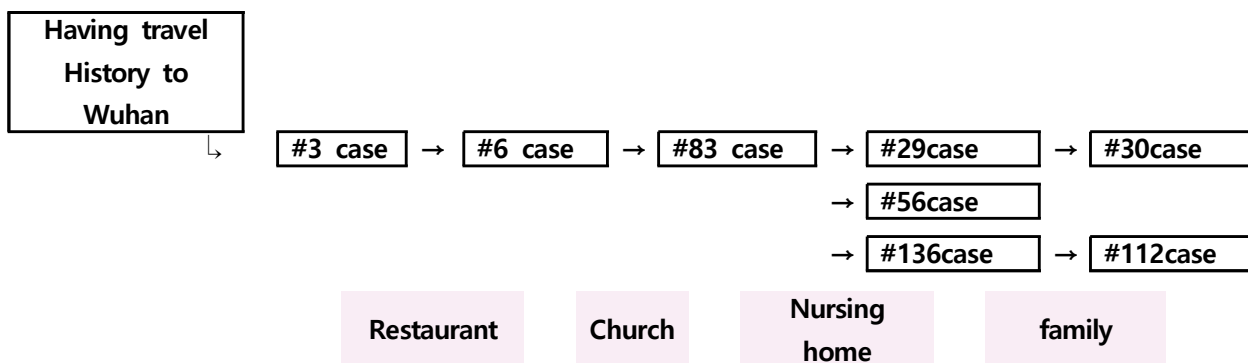 Having travel
History to
Wuhan
↳ #3 case → #6 case → #83 case → #29case → #30case
→ #56case
→ #136case → #112case
Restaurant Church Nursing home family